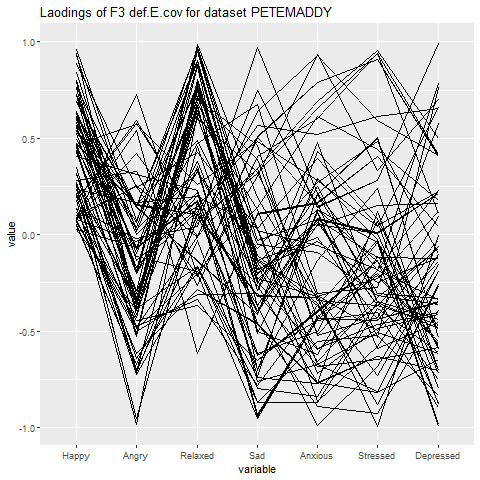 Laodings of F3 def.E.cov for dataset PETEMADDY
1.0
0.5
0.0
-0.5
-1.0
value
Happy Angry Relaxed Sad Anxious Stressed Depressed
variable